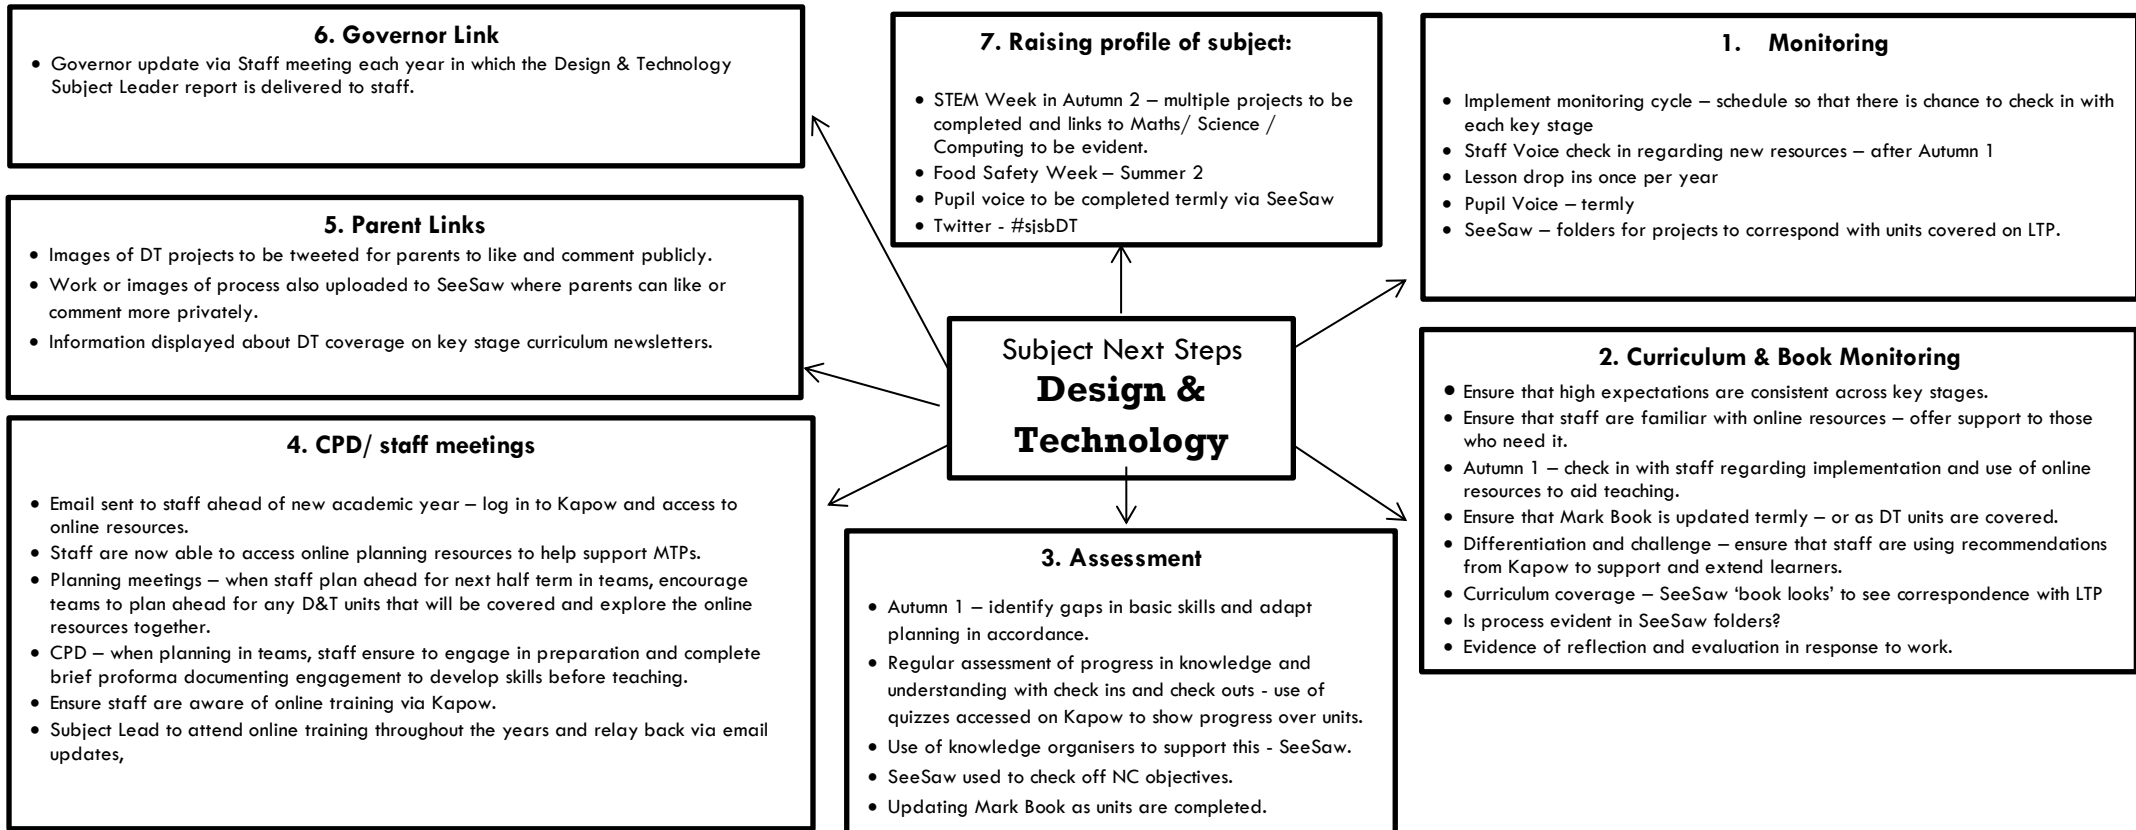 6. Governor Link
• Governor update via Staff meeting each year in which the Design & Technology
Subject Leader report is delivered to staff.
7. Raising profile of subject:
• STEM Week in Autumn 2 – multiple projects to be
completed and links to Maths/ Science /
Computing to be evident.
• Food Safety Week – Summer 2
• Pupil voice to be completed termly via SeeSaw
• Twitter - #sjsbDT
1. Monitoring
• Implement monitoring cycle – schedule so that there is chance to check in with
each key stage
• Staff Voice check in regarding new resources – after Autumn 1
• Lesson drop ins once per year
• Pupil Voice – termly
• SeeSaw – folders for projects to correspond with units covered on LTP.
5. Parent Links
• Images of DT projects to be tweeted for parents to like and comment publicly.
• Work or images of process also uploaded to SeeSaw where parents can like or
comment more privately.
• Information displayed about DT coverage on key stage curriculum newsletters.
Subject Next Steps
Design &
Technology
2. Curriculum & Book Monitoring
• Ensure that high expectations are consistent across key stages.
• Ensure that staff are familiar with online resources – offer support to those
who need it.
• Autumn 1 – check in with staff regarding implementation and use of online
resources to aid teaching.
• Ensure that Mark Book is updated termly – or as DT units are covered.
• Differentiation and challenge – ensure that staff are using recommendations
from Kapow to support and extend learners.
• Curriculum coverage – SeeSaw ‘book looks’ to see correspondence with LTP
• Is process evident in SeeSaw folders?
• Evidence of reflection and evaluation in response to work.
4. CPD/ staff meetings
• Email sent to staff ahead of new academic year – log in to Kapow and access to
online resources.
• Staff are now able to access online planning resources to help support MTPs.
• Planning meetings – when staff plan ahead for next half term in teams, encourage
teams to plan ahead for any D&T units that will be covered and explore the online
resources together.
• CPD – when planning in teams, staff ensure to engage in preparation and complete
brief proforma documenting engagement to develop skills before teaching.
• Ensure staff are aware of online training via Kapow.
• Subject Lead to attend online training throughout the years and relay back via email
updates,
3. Assessment
• Autumn 1 – identify gaps in basic skills and adapt
planning in accordance.
• Regular assessment of progress in knowledge and
understanding with check ins and check outs - use of
quizzes accessed on Kapow to show progress over units.
• Use of knowledge organisers to support this - SeeSaw.
• SeeSaw used to check off NC objectives.
• Updating Mark Book as units are completed.